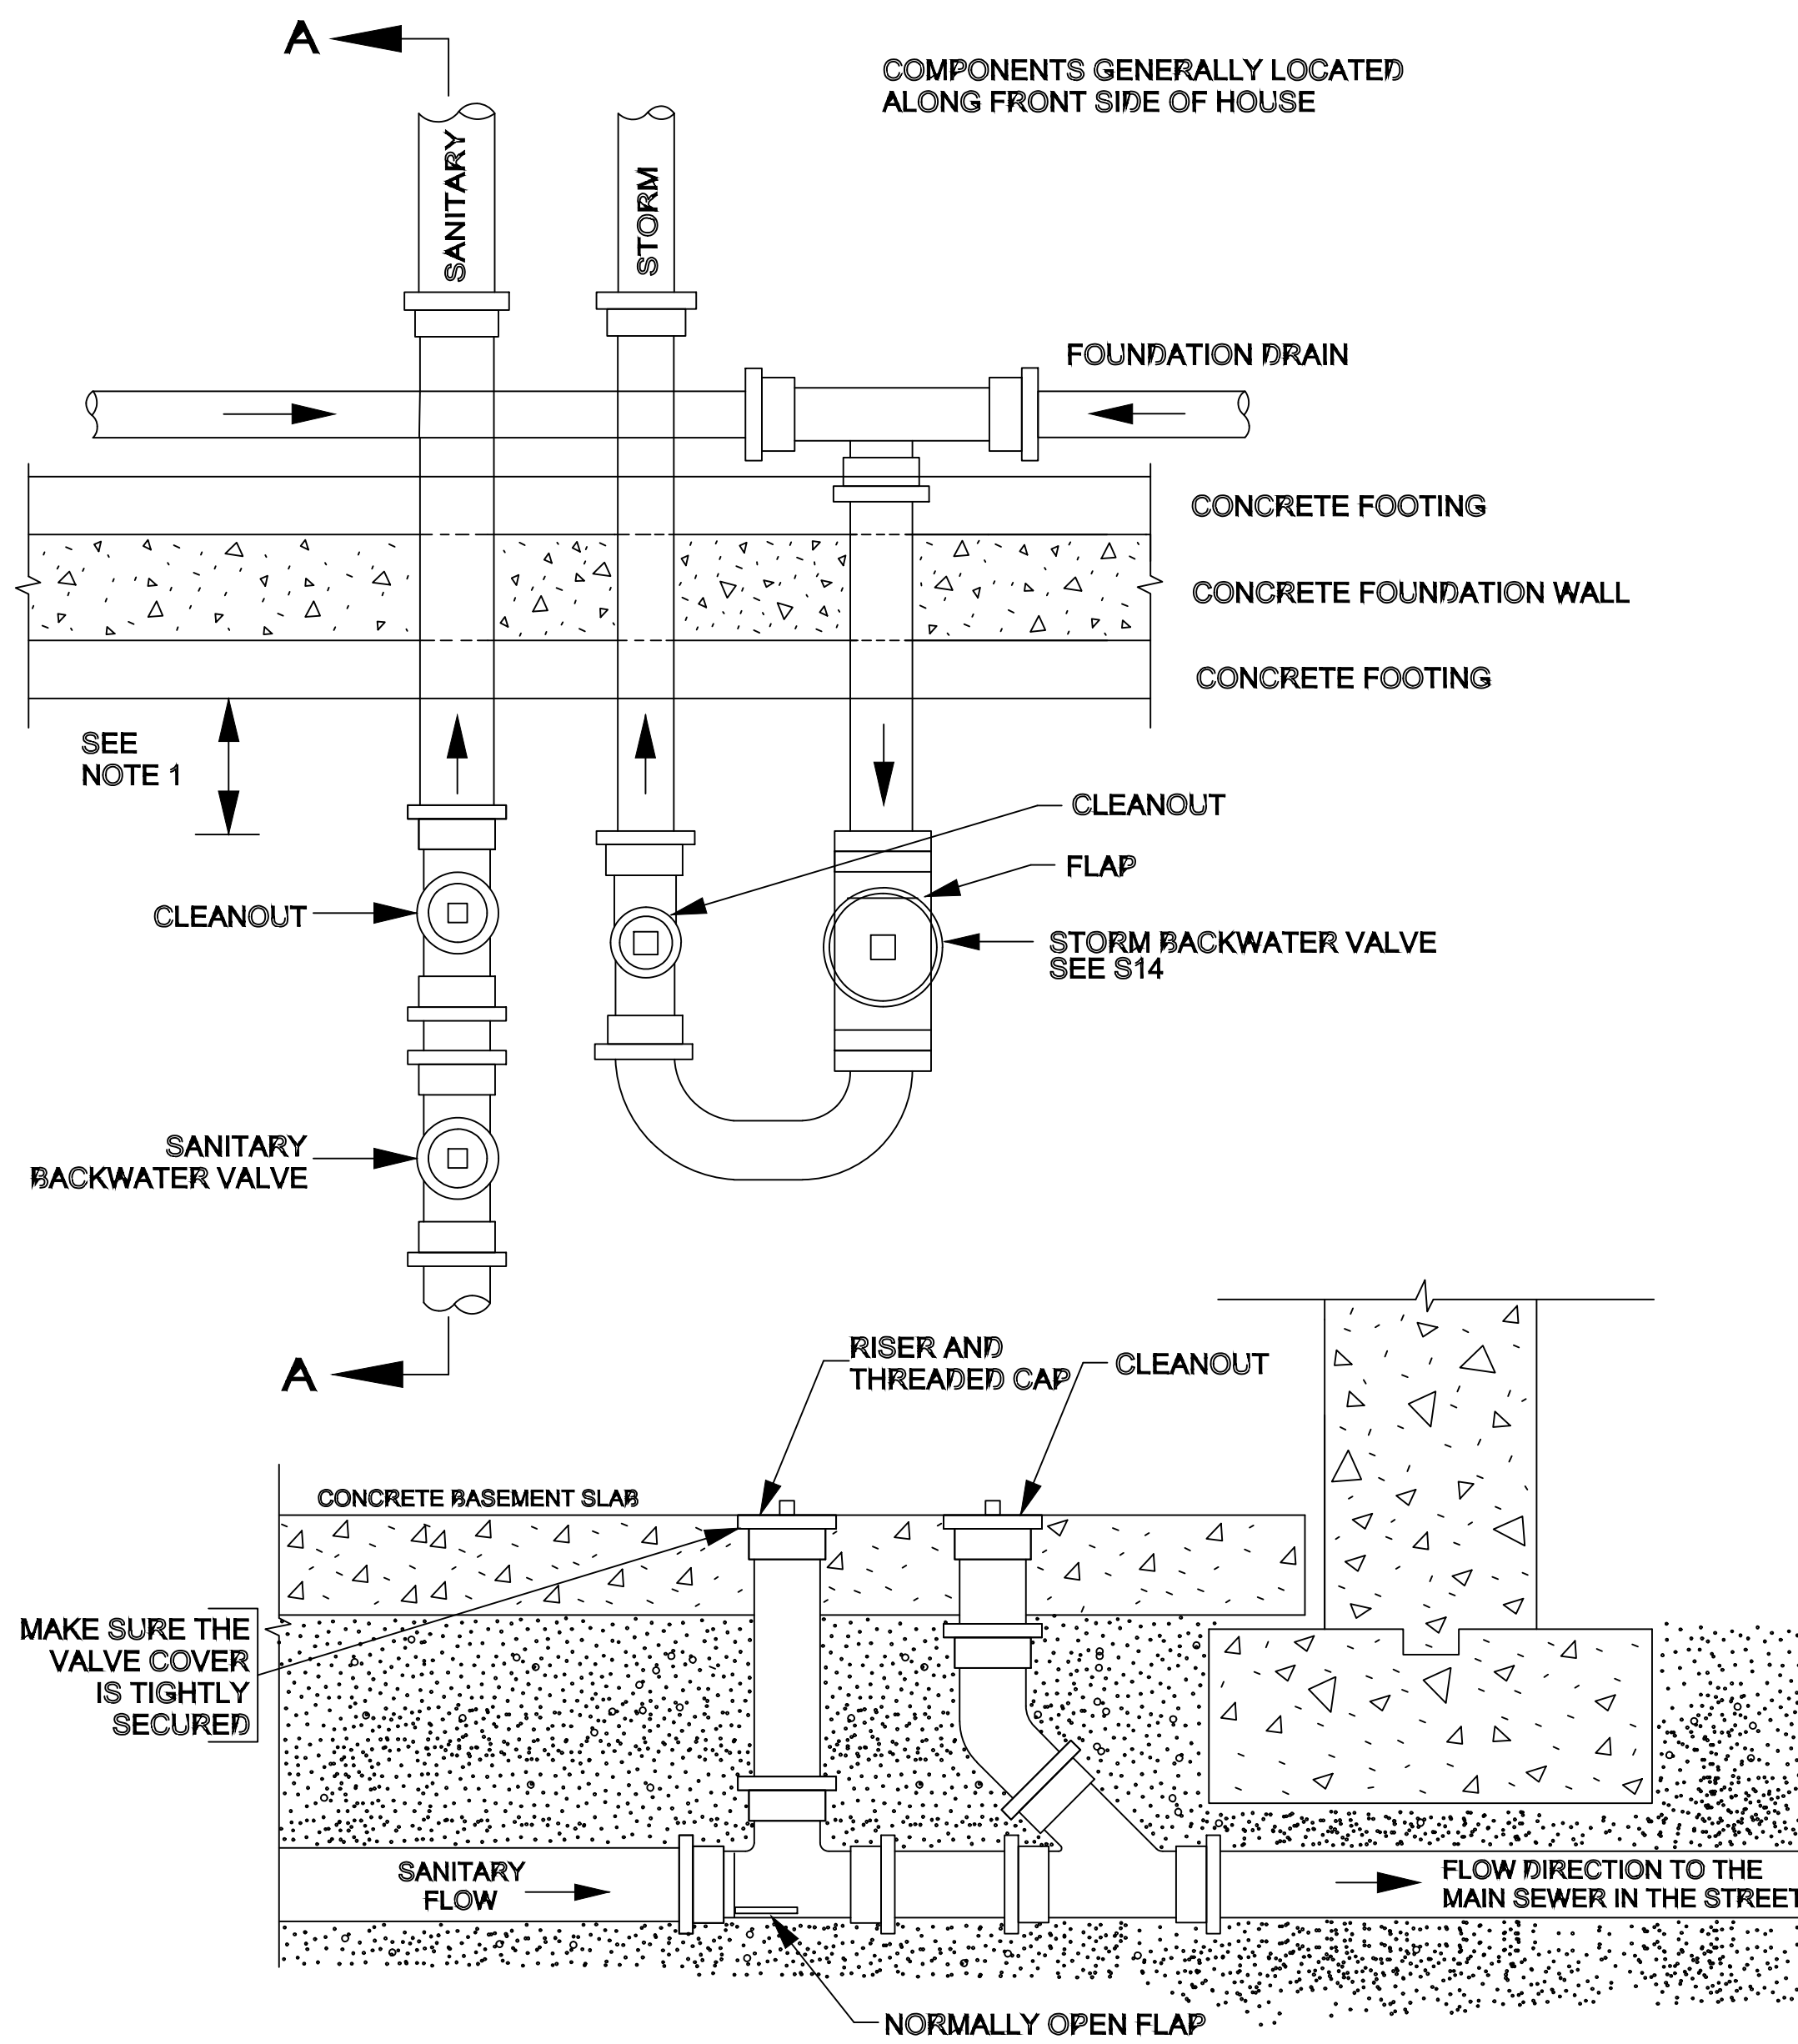 A
COMPONENTS GENERALLY LOCATED
ALONG FRONT SIDE OF HOUSE
SANITARY
STORM
FOUNDATION DRAIN
CONCRETE FOOTING
CONCRETE FOUNDATION WALL
CONCRETE FOOTING
SEE
NOTE 1
CLEANOUT
FLAP
CLEANOUT
STORM BACKWATER VALVE
SEE S14
SANITARY
BACKWATER VALVE
A
RISER AND
THREADED CAP
CLEANOUT
CONCRETE BASEMENT SLAB
MAKE SURE THE
VALVE COVER
IS TIGHTLY
SECURED
SANITARY
FLOW
FLOW DIRECTION TO THE
MAIN SEWER IN THE STREET
NORMALLY OPEN FLAP